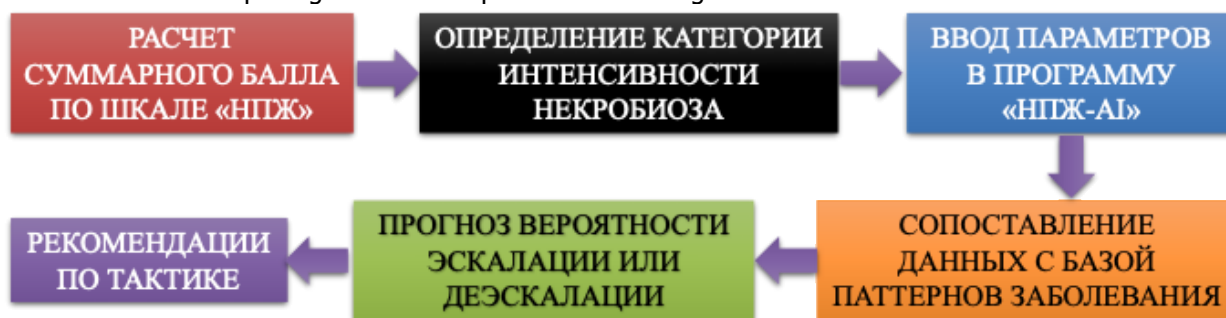 РАСЧЕТ
СУММАРНОГО БАЛЛА
ПО ШКАЛЕ «НПЖ»
ОПРЕДЕЛЕНИЕ КАТЕГОРИИ
ИНТЕНСИВНОСТИ
НЕКРОБИОЗА
ВВОД ПАРАМЕТРОВ
В ПРОГРАММУ
«НПЖ-AI»
СОПОСТАВЛЕНИЕ
ДАННЫХ С БАЗОЙ
ПАТТЕРНОВ ЗАБОЛЕВАНИЯ
ПРОГНОЗ ВЕРОЯТНОСТИ
ЭСКАЛАЦИИ ИЛИ
ДЕЭСКАЛАЦИИ
РЕКОМЕНДАЦИИ
ПО ТАКТИКЕ